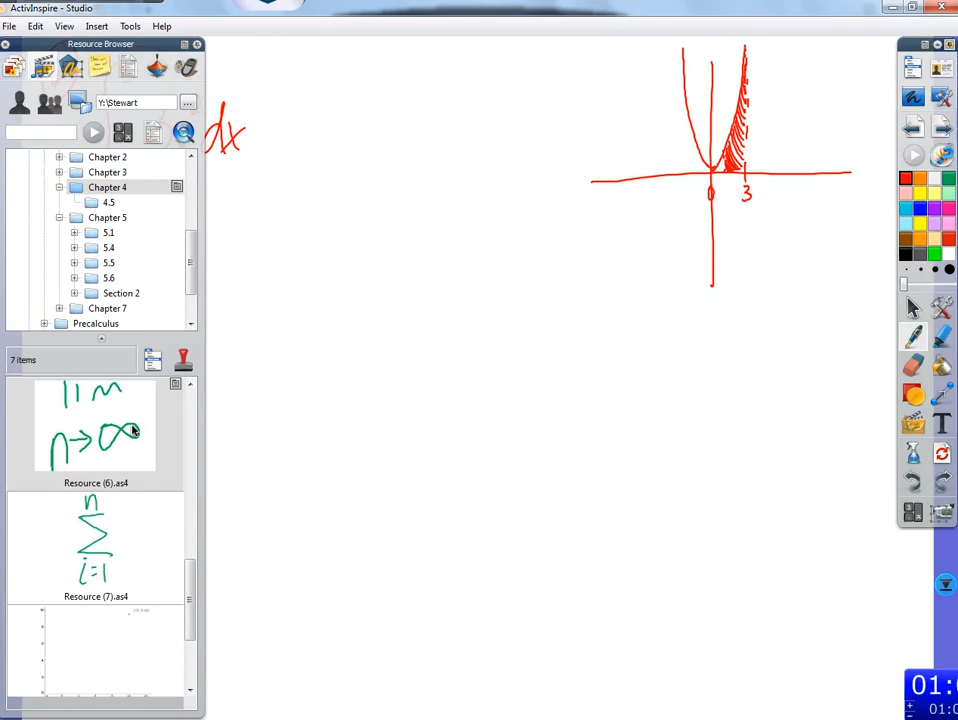 ActivInspire - Studio
File Edit View Insert Tools Help
Resource Browser
Y:\Stewart
...
Chapter 2
Chapter 3
Chapter 4
4.5
Chapter 5
5.1
5.4
5.5
5.6
Section 2
Chapter 7
Precalculus
7 items
lim
n→∞
Resource (6).as4
n
Σ
i=1
Resource (7).as4
dx
0 3
T
01:
01: